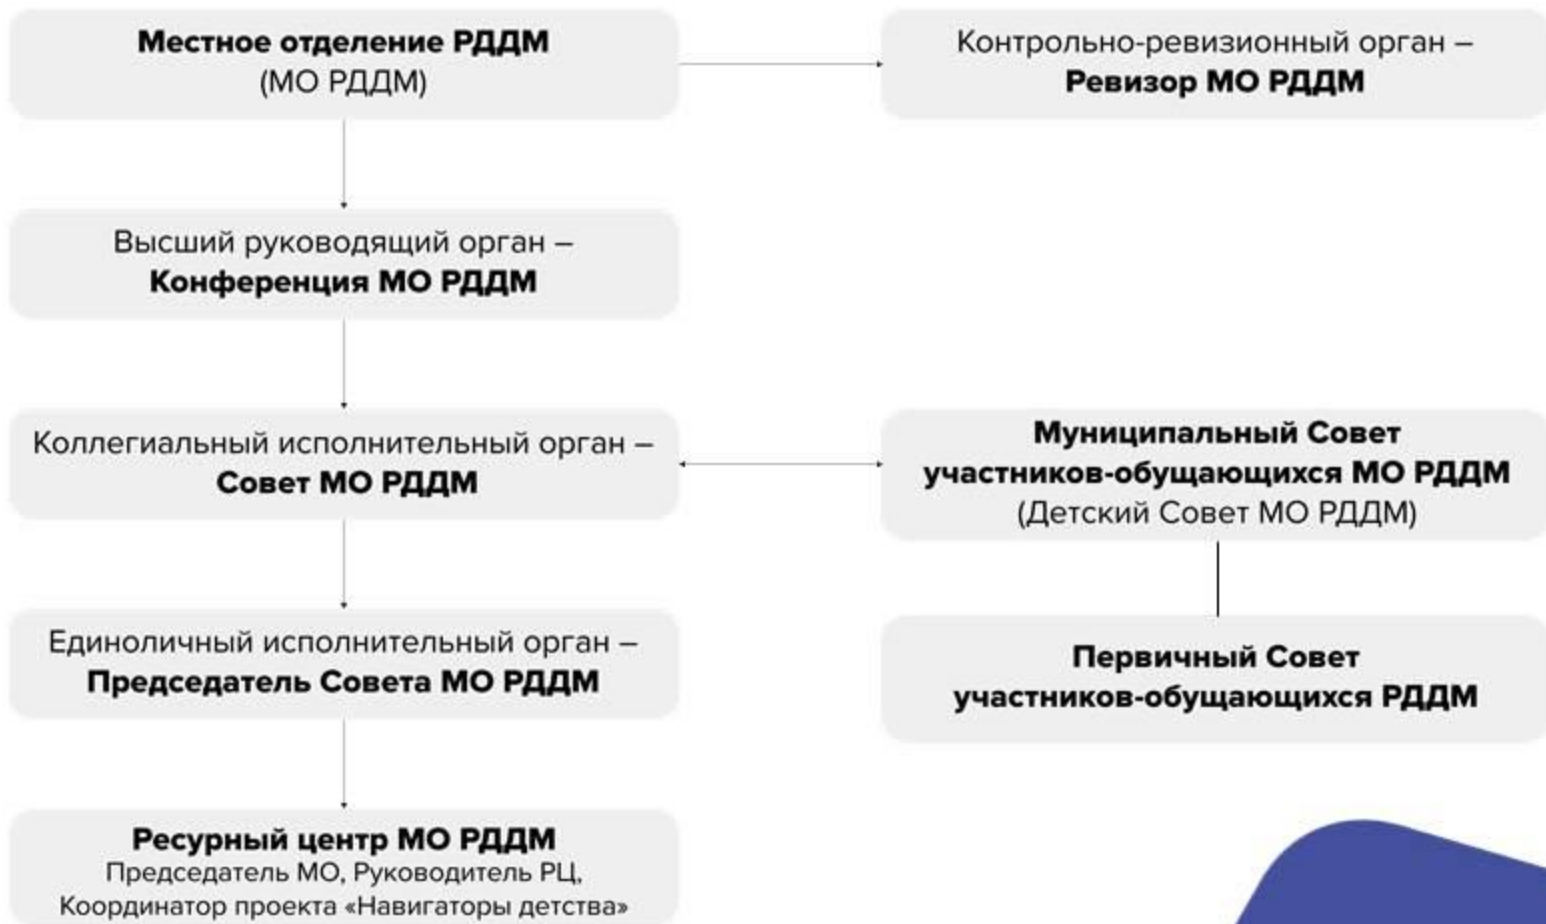 Местное отделение РДДМ
(МО РДДМ)
Контрольно-ревизионный орган –
Ревизор МО РДДМ
Высший руководящий орган –
Конференция МО РДДМ
Коллегиальный исполнительный орган –
Совет МО РДДМ
Муниципальный Совет
участников-обущающихся МО РДДМ
(Детский Совет МО РДДМ)
Единоличный исполнительный орган –
Председатель Совета МО РДДМ
Первичный Совет
участников-обущающихся РДДМ
Ресурный центр МО РДДМ
Председатель МО, Руководитель РЦ,
Координатор проекта «Навигаторы детства»